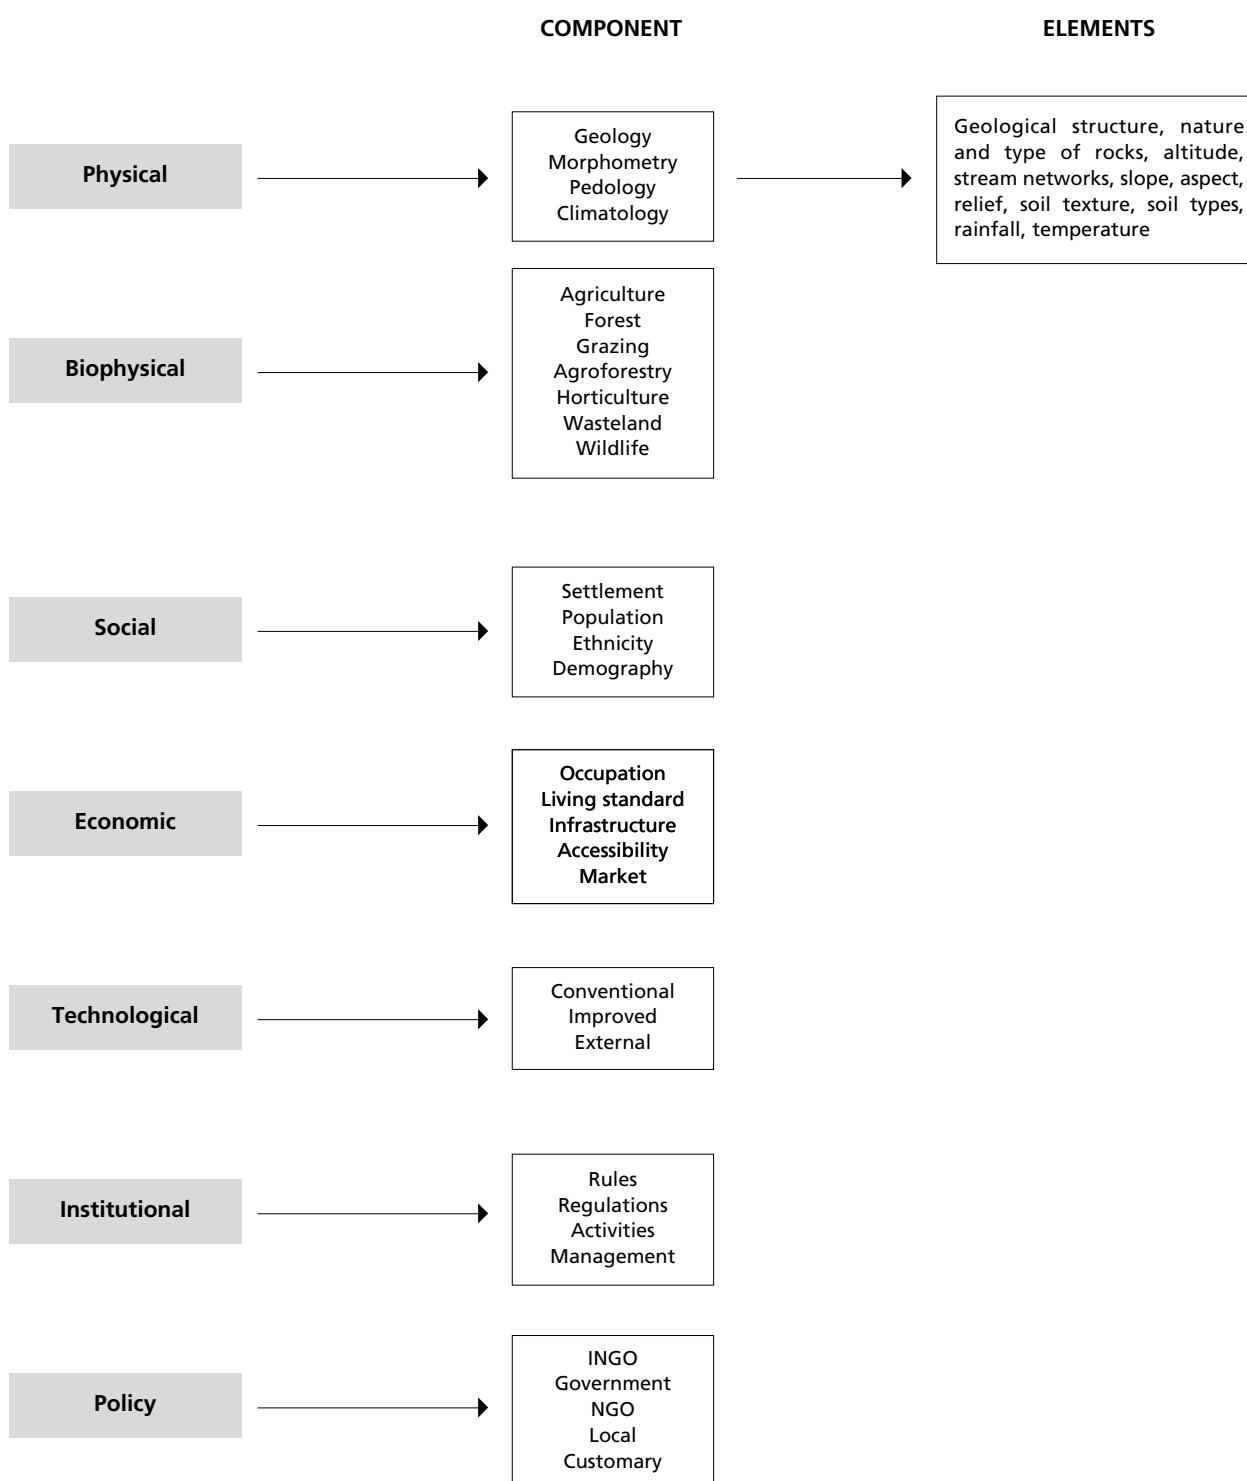 COMPONENT
ELEMENTS
Physical
Geology
Morphometry
Pedology
Climatology
Geological structure, nature
and type of rocks, altitude,
stream networks, slope, aspect,
relief, soil texture, soil types,
rainfall, temperature
Biophysical
Agriculture
Forest
Grazing
Agroforestry
Horticulture
Wasteland
Wildlife
Social
Settlement
Population
Ethnicity
Demography
Economic
Occupation
Living standard
Infrastructure
Accessibility
Market
Technological
Conventional
Improved
External
Institutional
Rules
Regulations
Activities
Management
Policy
INGO
Government
NGO
Local
Customary